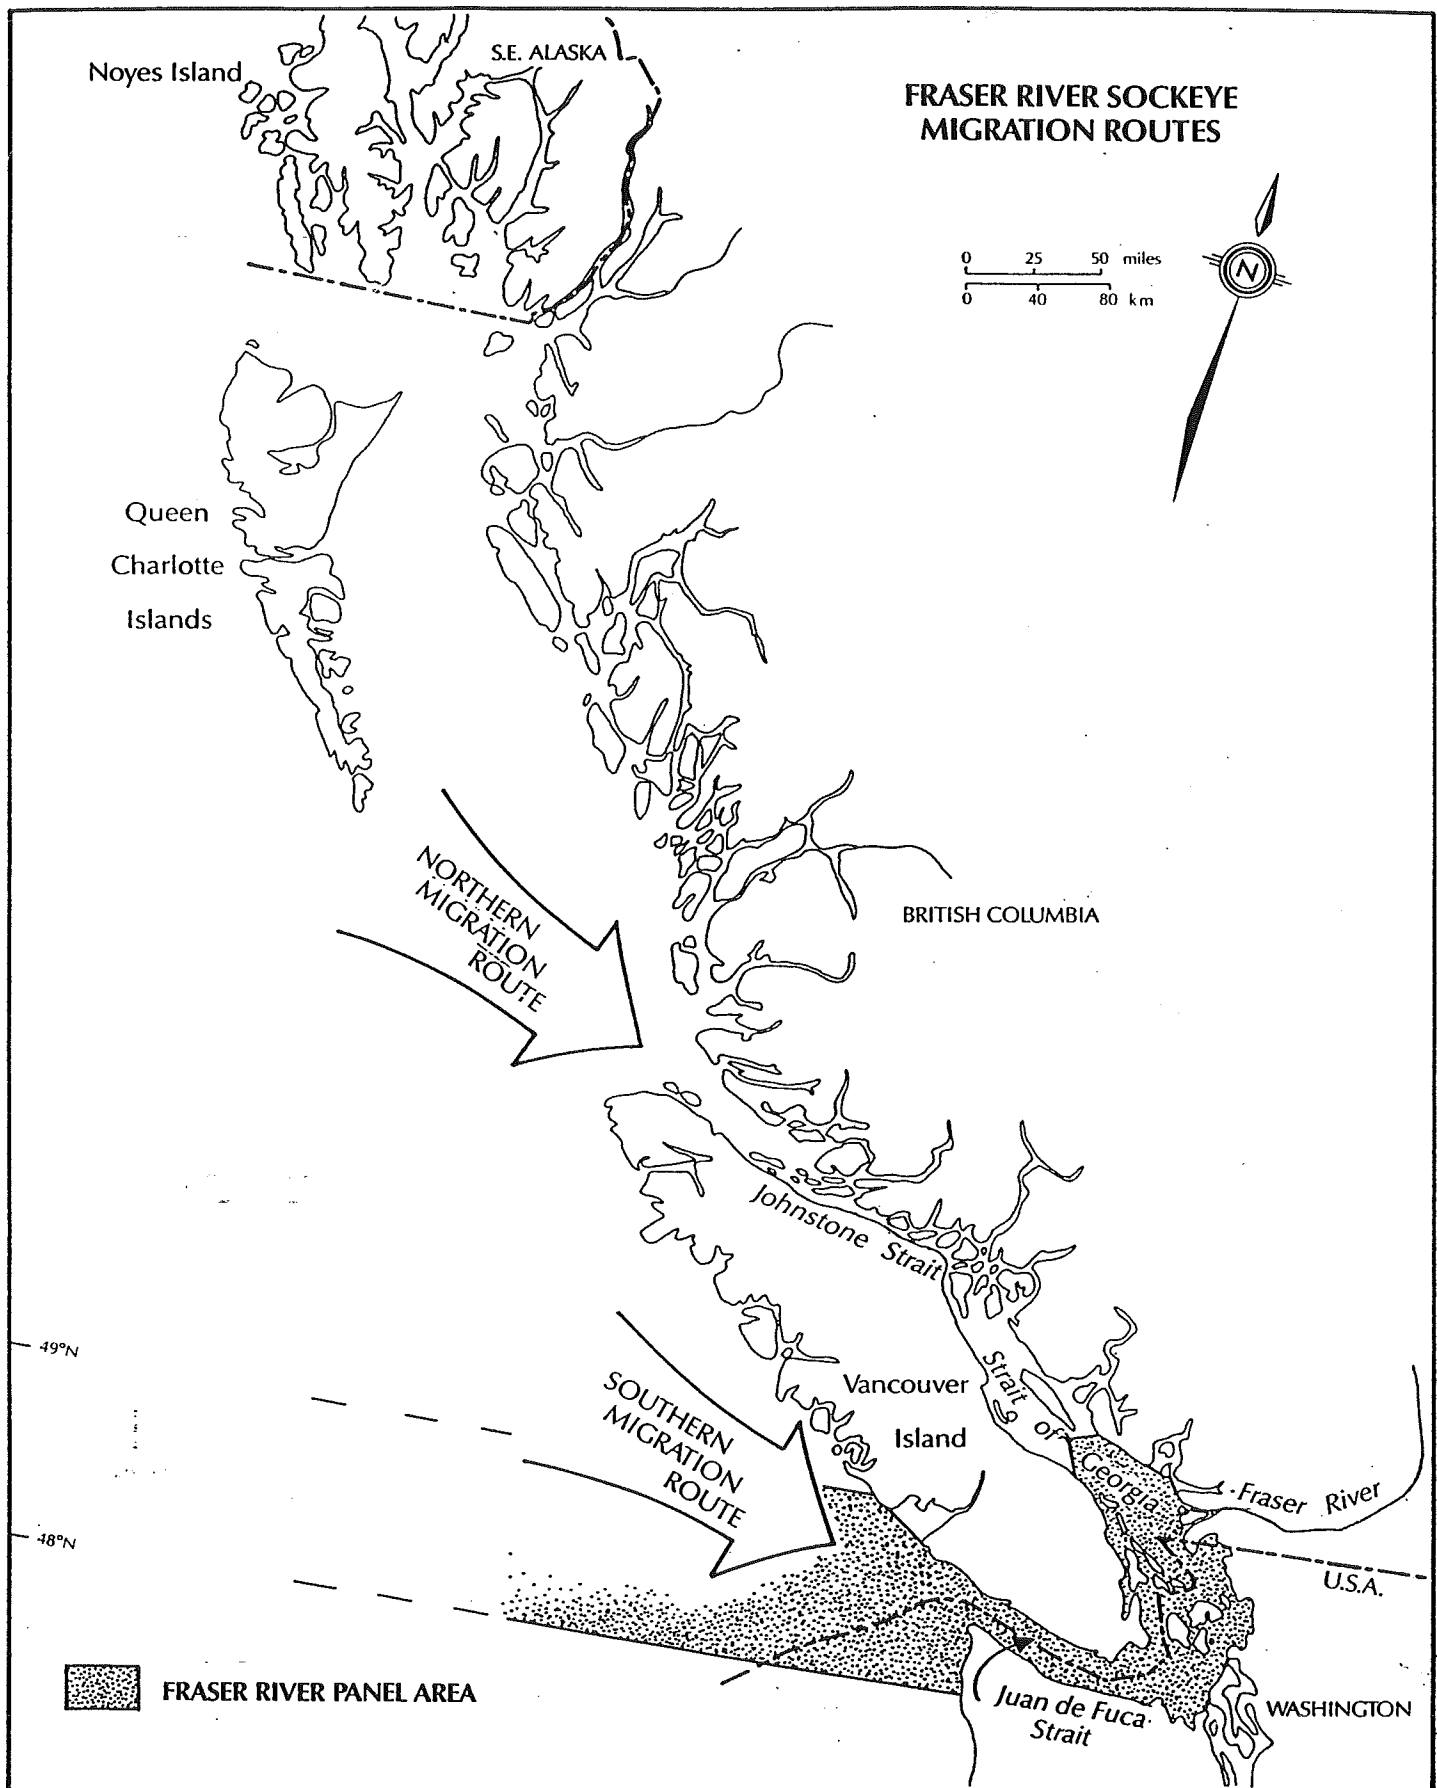 Noyes Island
S.E. ALASKA
FRASER RIVER SOCKEYE
MIGRATION ROUTES
0 25 50 miles
0 40 80 km
N
Queen
Charlotte
Islands
NORTHERN
MIGRATION
ROUTE
BRITISH COLUMBIA
Johnstone Strait
49°N
Strait of
Georgia
Vancouver
Island
SOUTHERN
MIGRATION
ROUTE
Fraser River
48°N
U.S.A.
FRASER RIVER PANEL AREA
Juan de Fuca
Strait
WASHINGTON